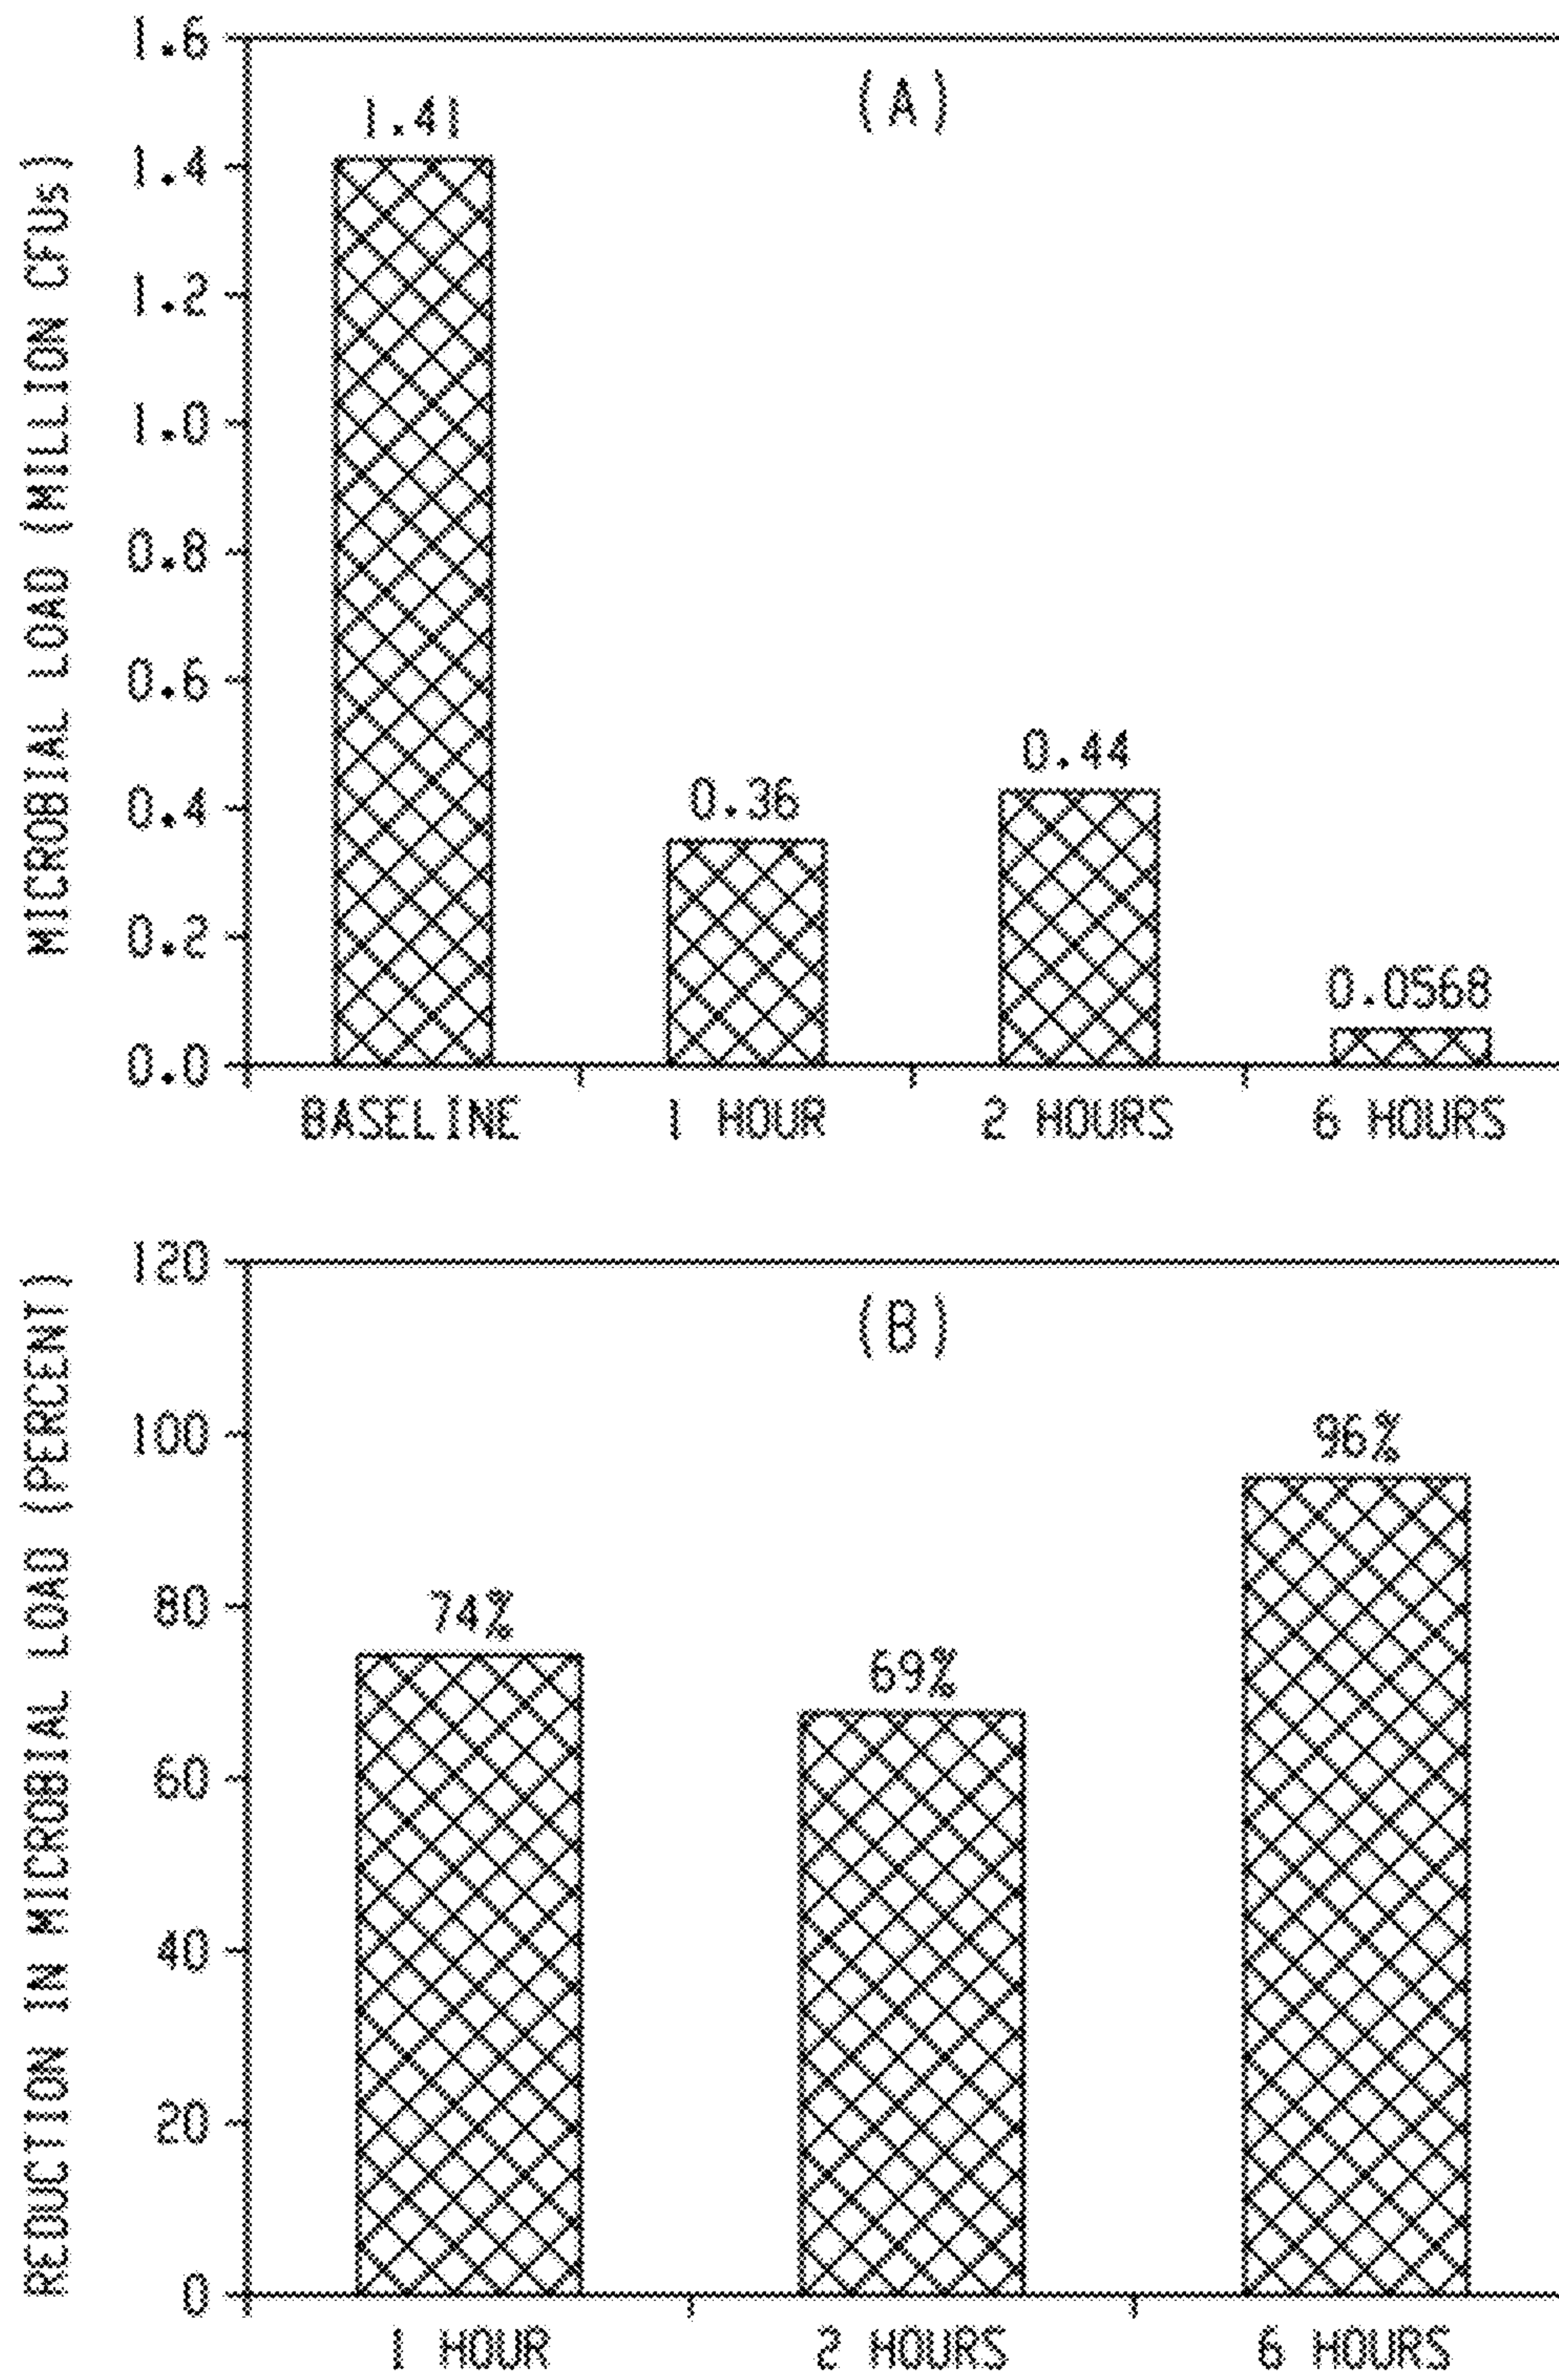 MICROBIAL LOAD (MILLION CFUs)
1.6
1.4
1.2
1.0
0.8
0.6
0.4
0.2
0.0
(A)
1.41
0.36
0.44
0.0568
BASELINE
1 HOUR
2 HOURS
6 HOURS
REDUCTION IN MICROBIAL LOAD (PERCENT)
120
100
80
60
40
20
0
(B)
74%
69%
96%
1 HOUR
2 HOURS
6 HOURS